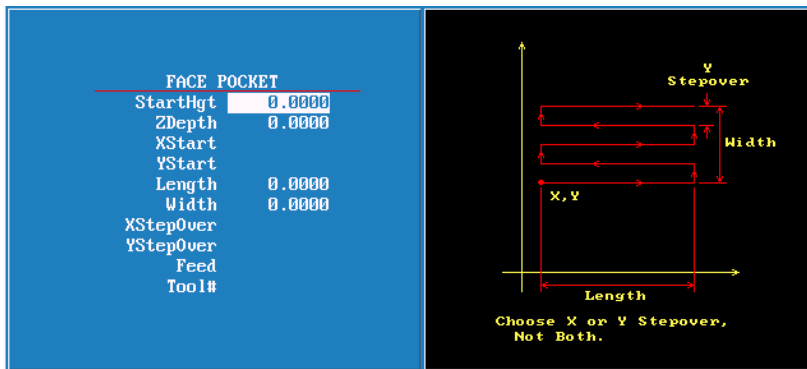 FACE POCKET
StartHgt 0.0000
ZDepth 0.0000
XStart
YStart
Length 0.0000
Width 0.0000
XStepOver
YStepOver
Feed
Tool#
Y
Stepover
Width
X,Y
Length
Choose X or Y Stepover,
Not Both.